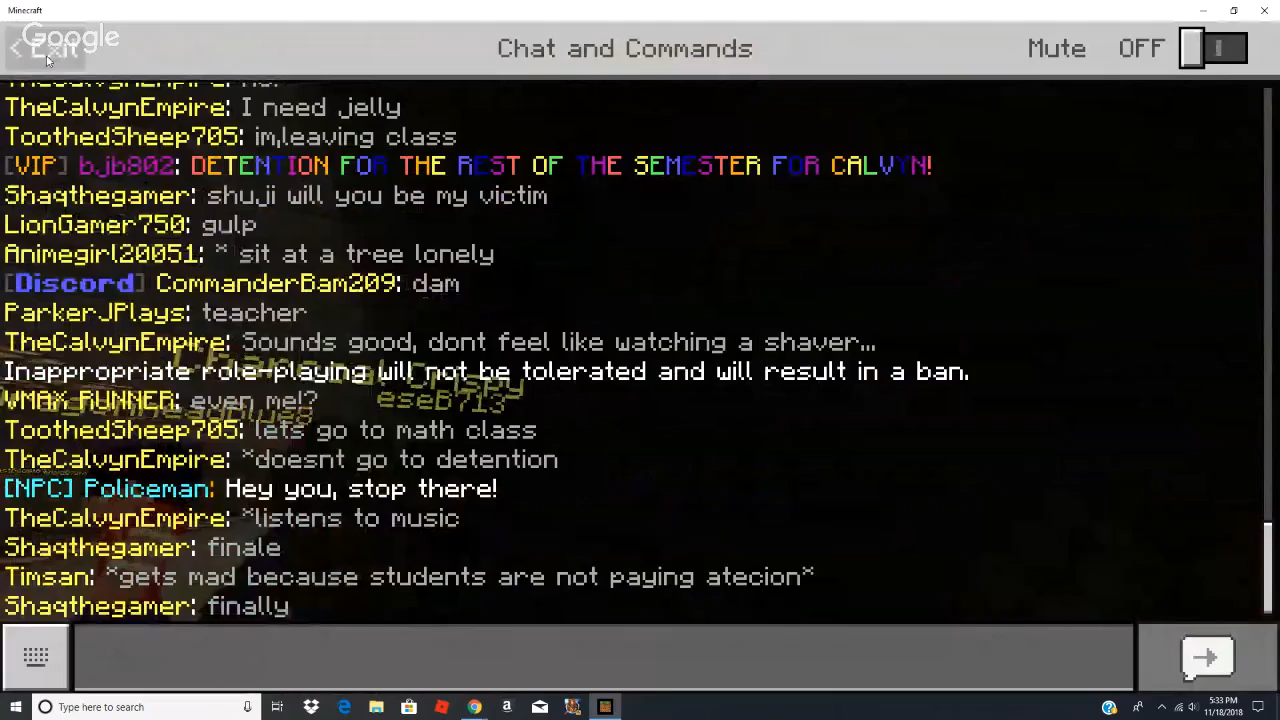 Minecraft
Google
Exit
Chat and Commands
Mute OFF
TheCalvynEmpire: I need jelly
ToothedSheep705: im,leaving class
[VIP] bjb802: DETENTION FOR THE REST OF THE SEMESTER FOR CALVYN!
Shaqthegamer: shuji will you be my victim
LionGamer750: gulp
Animegirl20051: * sit at a tree lonely
[Discord] CommanderBam209: dam
ParkerJPlays: teacher
TheCalvynEmpire: Sounds good, dont feel like watching a shaver...
Inappropriate role-playing will not be tolerated and will result in a ban.
VMAX RUNNER: even me!?
eseB713
ToothedSheep705: lets go to math class
TheCalvynEmpire: *doesnt go to detention
[NPC] Policeman: Hey you, stop there!
TheCalvynEmpire: *listens to music
Shaqthegamer: finale
Timsan: *gets mad because students are not paying atecion*
Shaqthegamer: finally
Type here to search
5:33 PM
11/18/2018